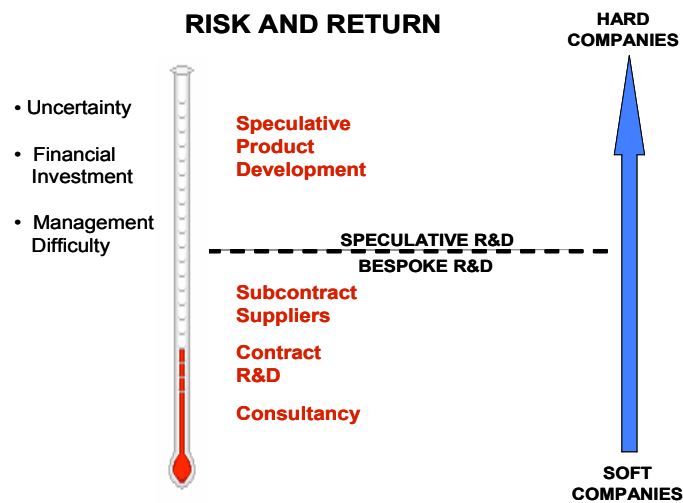 RISK AND RETURN
HARD
COMPANIES
• Uncertainty
• Financial
Investment
• Management
Difficulty
Speculative
Product
Development
SPECULATIVE R&D
BESPOKE R&D
Subcontract
Suppliers
Contract
R&D
Consultancy
SOFT
COMPANIES